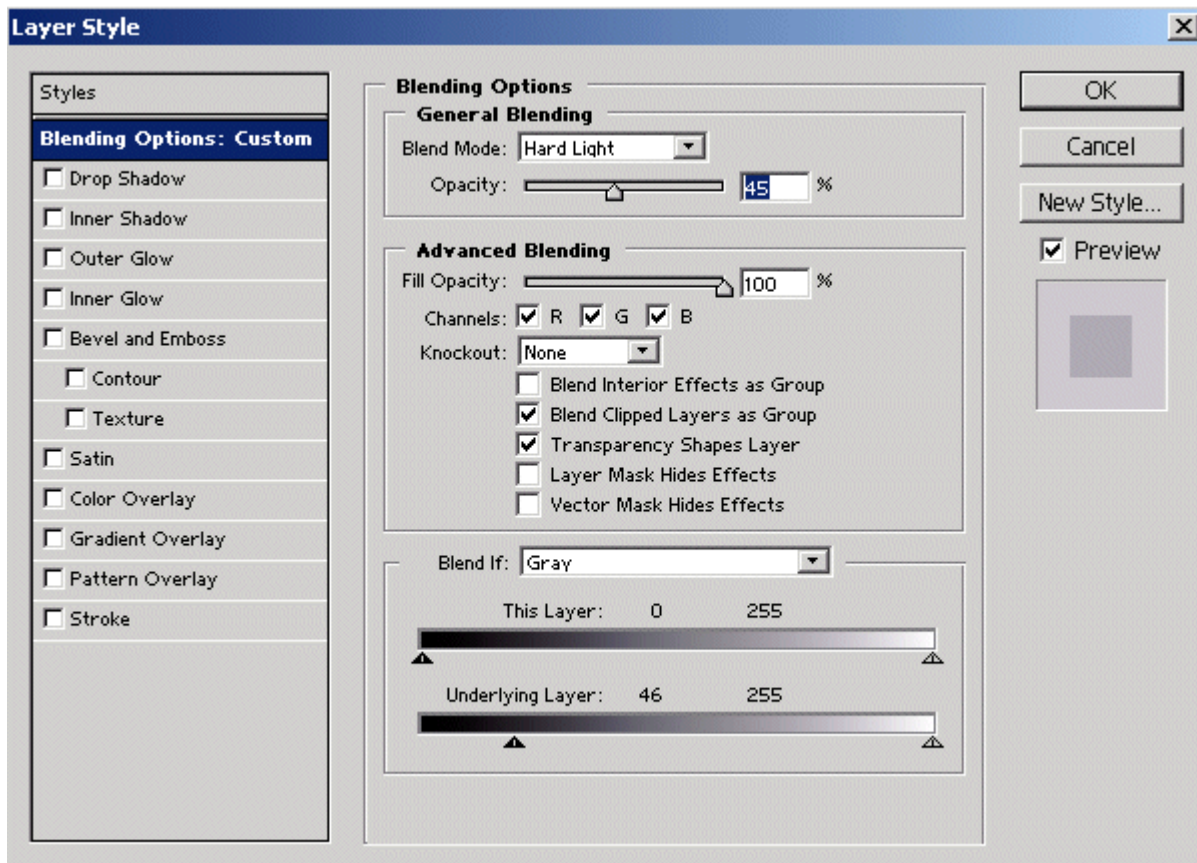 Layer Style
Styles
Blending Options: Custom
Drop Shadow
Inner Shadow
Outer Glow
Inner Glow
Bevel and Emboss
Contour
Texture
Satin
Color Overlay
Gradient Overlay
Pattern Overlay
Stroke
Blending Options
General Blending
Blend Mode: Hard Light
Opacity: 45 %
Advanced Blending
Fill Opacity: 100 %
Channels: R G B
Knockout: None
Blend Interior Effects as Group
Blend Clipped Layers as Group
Transparency Shapes Layer
Layer Mask Hides Effects
Vector Mask Hides Effects
Blend If: Gray
This Layer: 0 255
Underlying Layer: 46 255
OK
Cancel
New Style...
Preview